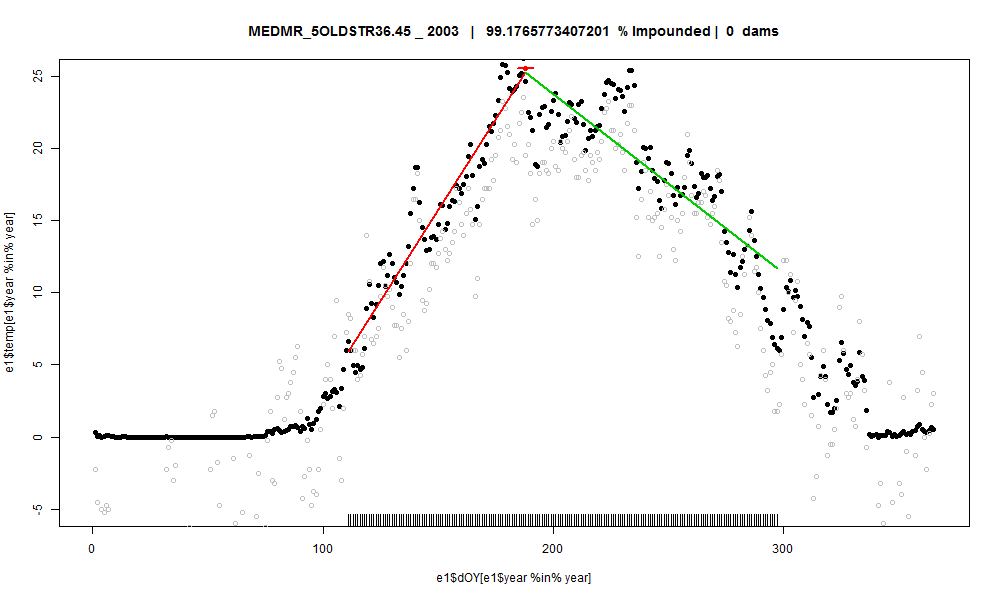 MEDMR_5OLDSTR36.45 _ 2003 | 99.1765773407201 % Impounded | 0 dams
e1$temp[e1$year %in% year]
25
20
15
10
5
0
-5
0 100 200 300
e1$dOY[e1$year %in% year]